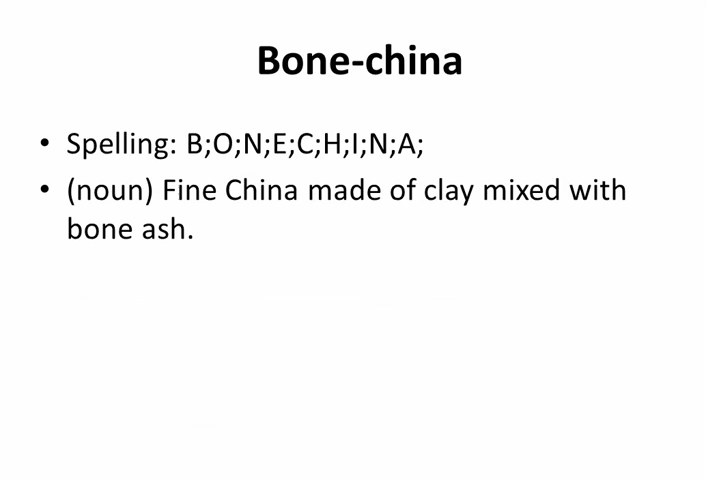 Bone-china
• Spelling: B;O;N;E;C;H;I;N;A;
• (noun) Fine China made of clay mixed with
bone ash.